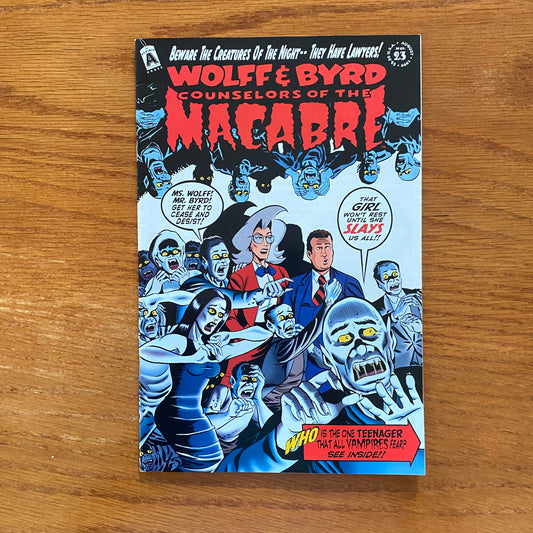 BEWARE THE CREATURES OF THE NIGHT-- THEY HAVE LAWYERS!
WOLFF & BYRD
COUNSELORS OF THE
MACABRE
A
23
MS. WOLFF!
MR. BYRD!
GET HER TO
CEASE AND
DESIST!
THAT
GIRL
WON'T REST
UNTIL SHE
SLAYS
US ALL!!
WHO IS THE ONE TEENAGER
THAT ALL VAMPIRES FEAR?
SEE INSIDE!!